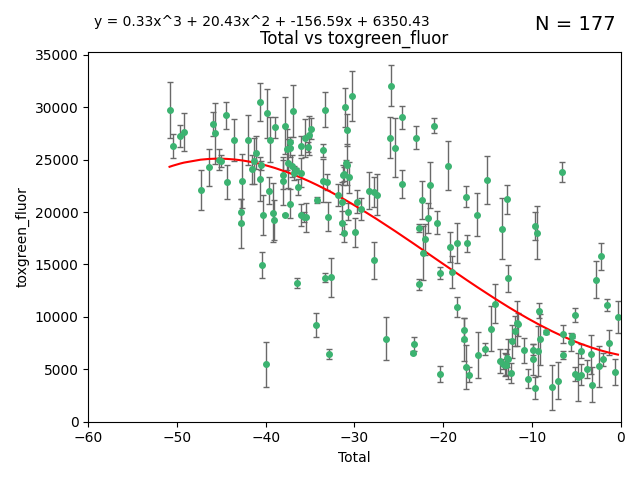 y = 0.33x^3 + 20.43x^2 + -156.59x + 6350.43
N = 177
Total vs toxgreen_fluor
35000
30000
25000
20000
15000
10000
5000
0
toxgreen_fluor
−60 −50 −40 −30 −20 −10 0
Total